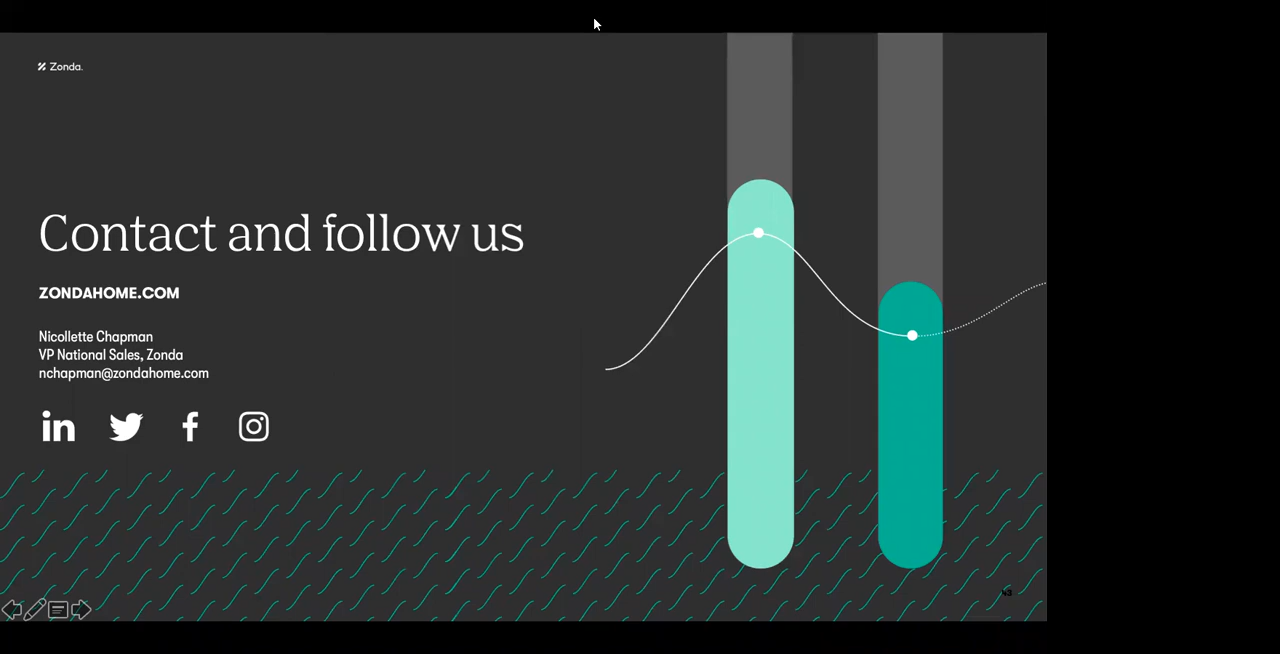 Zonda.
Contact and follow us
ZONDAHOME.COM
Nicollette Chapman
VP National Sales, Zonda
nchapman@zondahome.com